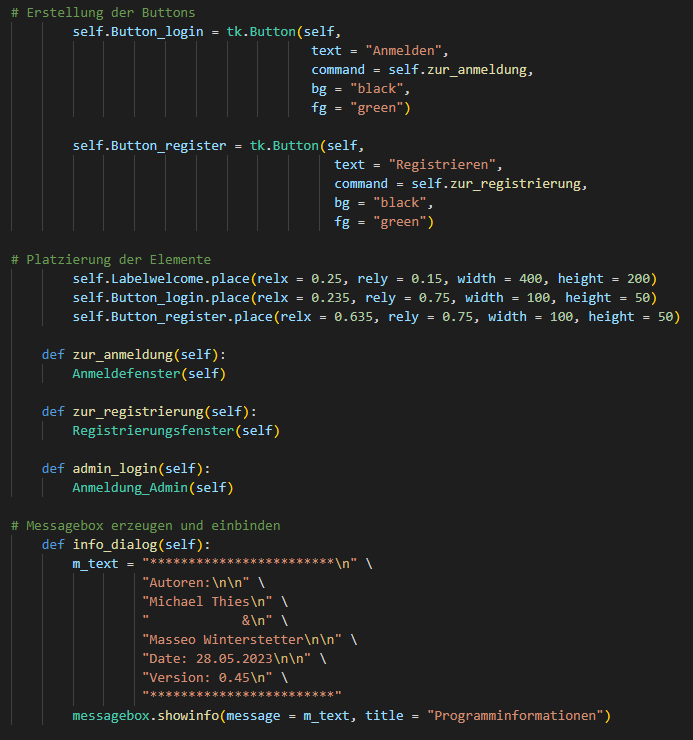 # Erstellung der Buttons
self.Button_login = tk.Button(self,
text = "Anmelden",
command = self.zur_anmeldung,
bg = "black",
fg = "green")
self.Button_register = tk.Button(self,
text = "Registrieren",
command = self.zur_registrierung,
bg = "black",
fg = "green")
# Platzierung der Elemente
self.Labelwelcome.place(relx = 0.25, rely = 0.15, width = 400, height = 200)
self.Button_login.place(relx = 0.235, rely = 0.75, width = 100, height = 50)
self.Button_register.place(relx = 0.635, rely = 0.75, width = 100, height = 50)
def zur_anmeldung(self):
Anmeldefenster(self)
def zur_registrierung(self):
Registrierungsfenster(self)
def admin_login(self):
Anmeldung_Admin(self)
# Messagebox erzeugen und einbinden
def info_dialog(self):
m_text = "************************\n" \
"Autoren:\n\n" \
"Michael Thies\n" \
"            &\n" \
"Masseo Winterstetter\n\n" \
"Date: 28.05.2023\n\n" \
"Version: 0.45\n" \
"************************"
messagebox.showinfo(message = m_text, title = "Programminformationen")